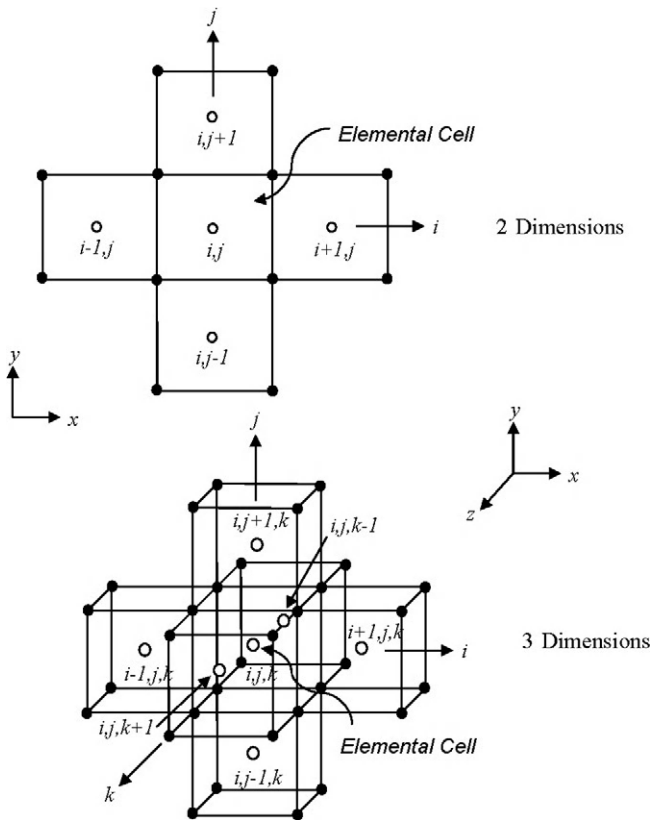 j
i,j+1
Elemental Cell
i-1,j
i,j
i+1,j
i
2 Dimensions
i,j-1
y
x
j
y
x
z
i,j+1,k
i,j,k-1
i-1,j,k
i,j,k
i+1,j,k
i
3 Dimensions
i,j,k+1
Elemental Cell
i,j-1,k
k